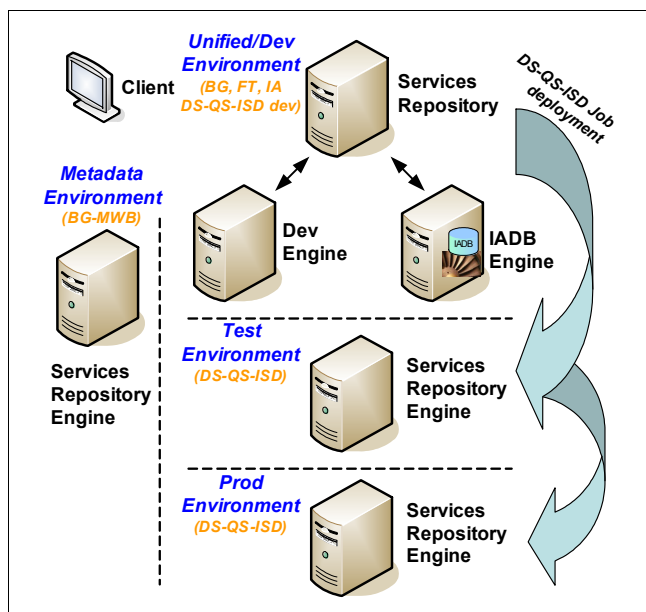 Unified/Dev
Environment
(BG, FT, IA
DS-QS-ISD dev)
Client
Services
Repository
DS-QS-ISD Job
deployment
Metadata
Environment
(BG-MWB)
Dev
Engine
IADB
IADB
Engine
Services
Repository
Engine
Test
Environment
(DS-QS-ISD)
Services
Repository
Engine
Prod
Environment
(DS-QS-ISD)
Services
Repository
Engine